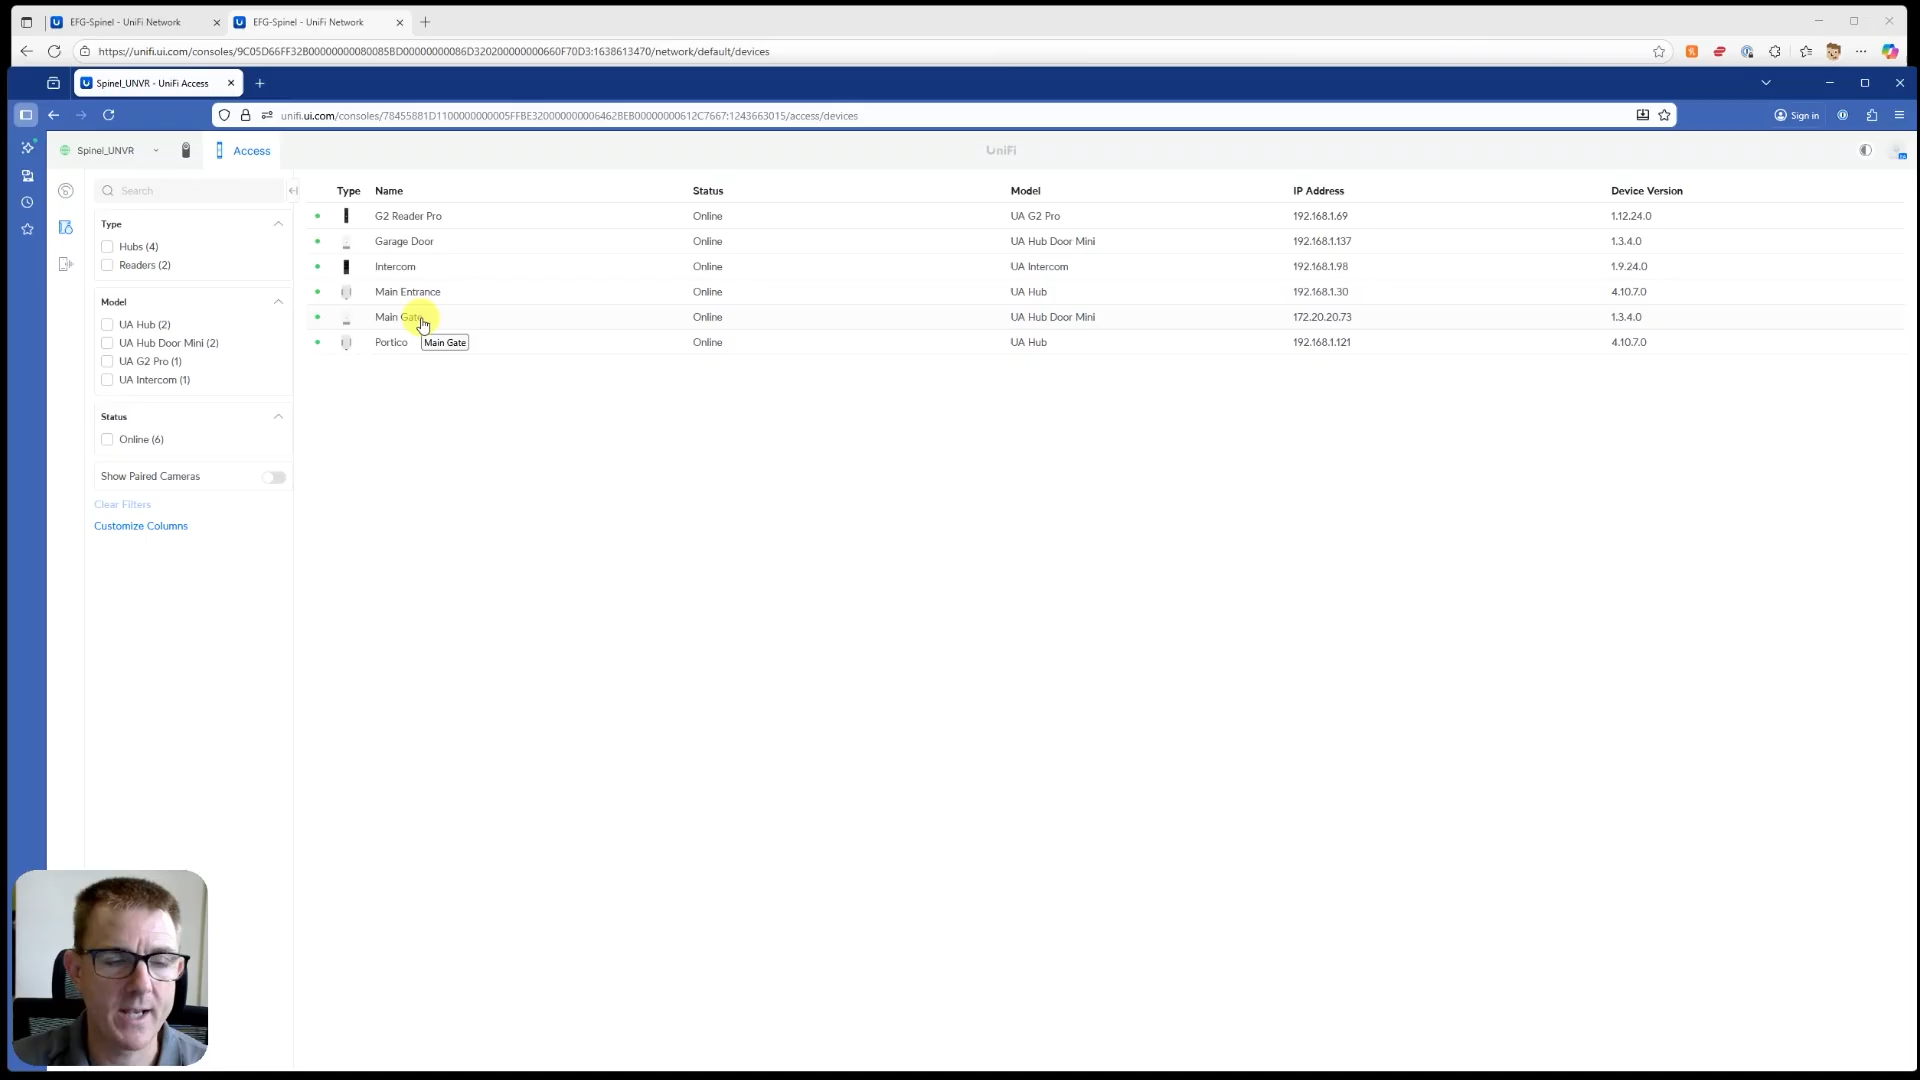 EFG-Spinel - UniFi Network
EFG-Spinel - UniFi Network
https://unifi.ui.com/consoles/9C05D66FF32B00000000080085BD00000000086D320200000000660F70D3:1638613470/network/default/devices
Spinel_UNVR - UniFi Access
unifi.ui.com/consoles/78455881D1100000000005FFBE320000000006462BEB00000000612C7667:1243663015/access/devices
Sign in
Spinel_UNVR
Access
UniFi
Search
Type
Hubs (4)
Readers (2)
Model
UA Hub (2)
UA Hub Door Mini (2)
UA G2 Pro (1)
UA Intercom (1)
Status
Online (6)
Show Paired Cameras
Clear Filters
Customize Columns
Type Name Status Model IP Address Device Version
G2 Reader Pro Online UA G2 Pro 192.168.1.69 1.12.24.0
Garage Door Online UA Hub Door Mini 192.168.1.137 1.3.4.0
Intercom Online UA Intercom 192.168.1.98 1.9.24.0
Main Entrance Online UA Hub 192.168.1.30 4.10.7.0
Main Gate Online UA Hub Door Mini 172.20.20.73 1.3.4.0
Portico Online UA Hub 192.168.1.121 4.10.7.0
Main Gate